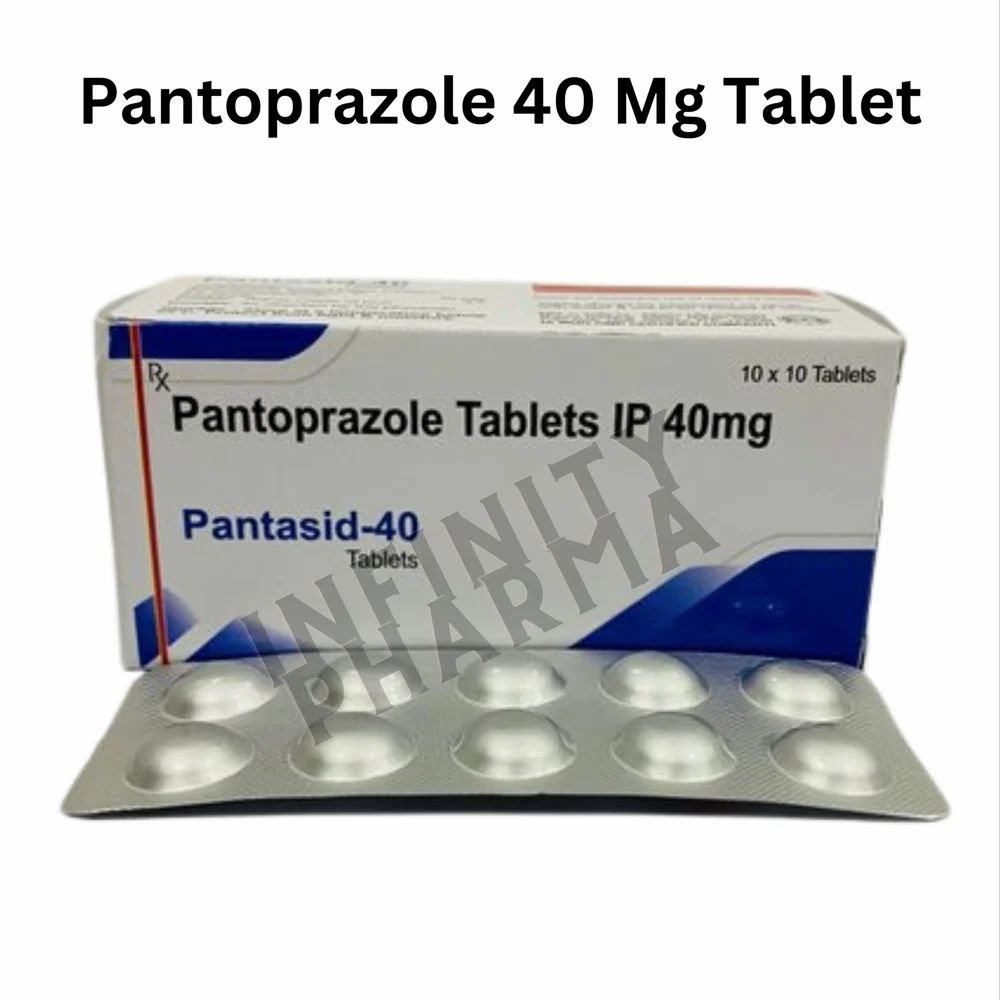 Pantoprazole 40 Mg Tablet
Rx
10 x 10 Tablets
Pantoprazole Tablets IP 40mg
Pantasid-40
Tablets
INFINITY
PHARMA